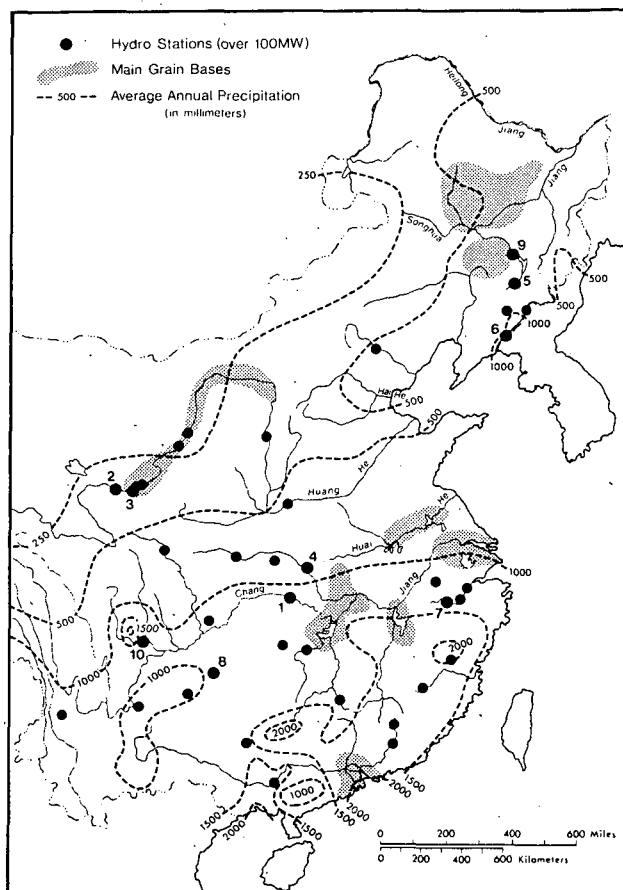 Hydro Stations (over 100MW)
Main Grain Bases
500 Average Annual Precipitation
(in millimeters)
Heilong
500
Jiang
250
Jiang
Songhua
9
500
5
500
6
1000
1000
Hai He
500
500
2
3
He
Huang
250
He
Huai
4
Jiang
1000
Chang
1
7
500
1500
10
2000
1000
8
1000
2000
1000
1500
2000
1500
2000
1500
1500
2000
0 200 400 600 Miles
0 200 400 600 Kilometers